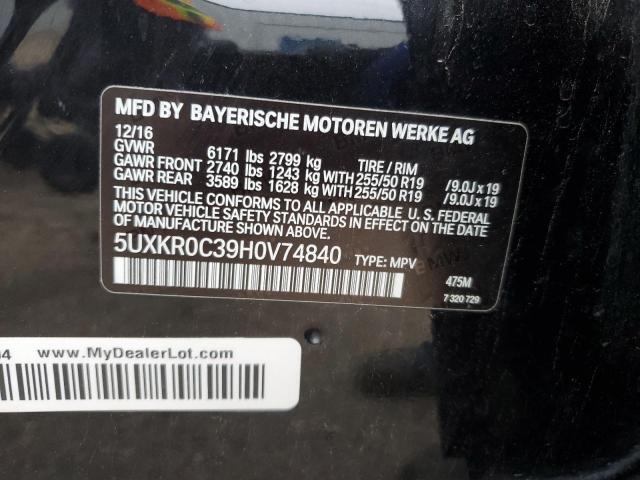 MFD BY BAYERISCHE MOTOREN WERKE AG
12/16
GVWR 6171 lbs 2799 kg TIRE / RIM
GAWR FRONT 2740 lbs 1243 kg WITH 255/50 R19 /9.0J x 19
GAWR REAR 3589 lbs 1628 kg WITH 255/50 R19 /9.0J x 19
THIS VEHICLE CONFORMS TO ALL APPLICABLE U.S. FEDERAL
MOTOR VEHICLE SAFETY STANDARDS IN EFFECT ON THE DATE
OF MANUFACTURE SHOWN ABOVE.
5UXKR0C39H0V74840 TYPE: MPV
475M
7 320 729
www.MyDealerLot.com